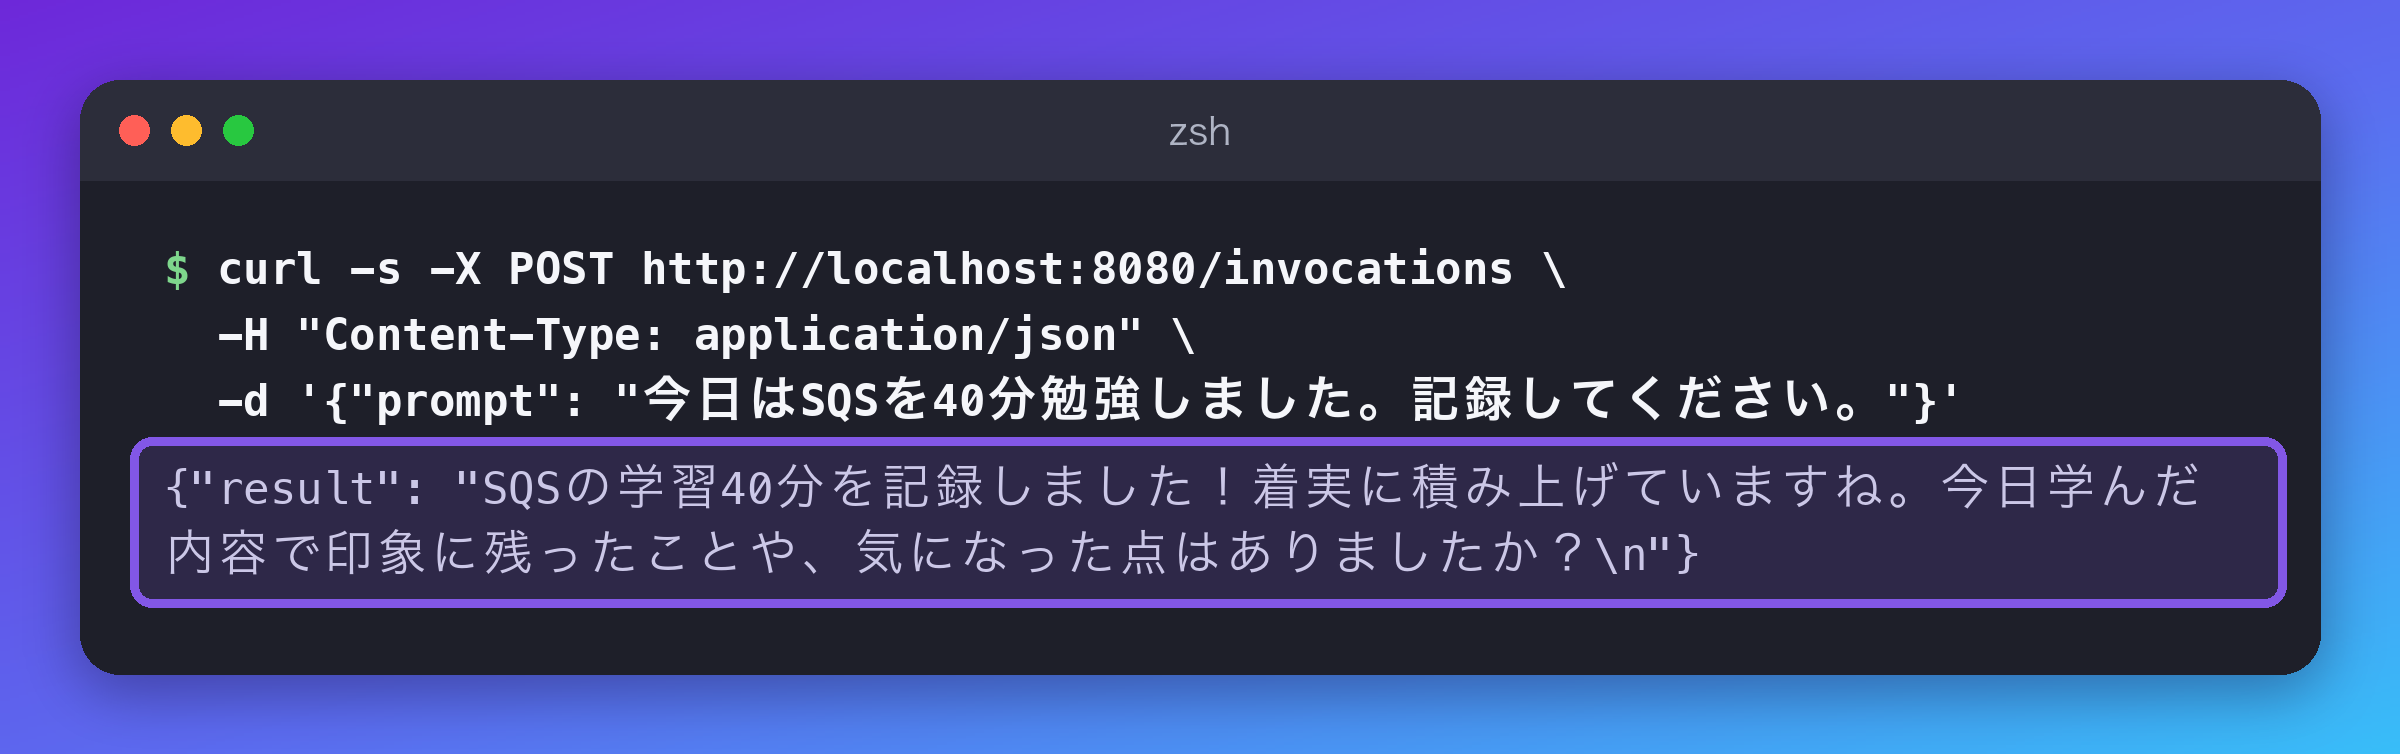 zsh
$ curl -s -X POST http://localhost:8080/invocations \
-H "Content-Type: application/json" \
-d '{"prompt": "今日はSQSを40分勉強しました。記録してください。"}'
{"result": "SQSの学習40分を記録しました！着実に積み上げていますね。今日学んだ
内容で印象に残ったことや、気になった点はありましたか？\n"}